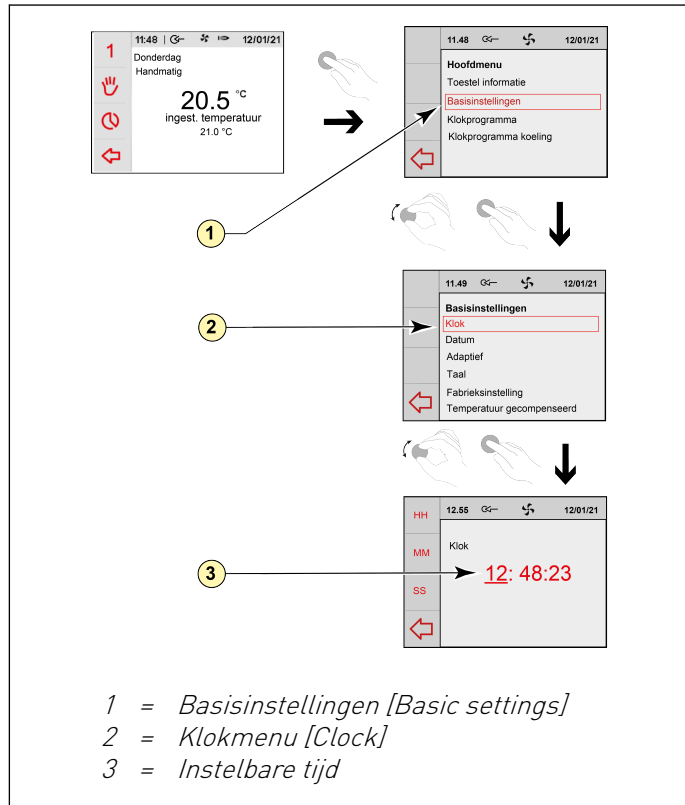 11:48 12/01/21
1
Donderdag
Handmatig
20.5 °C
ingest. temperatuur
21.0 °C
11.48 12/01/21
Hoofdmenu
Toestel informatie
Basisinstellingen
Klokprogramma
Klokprogramma koeling
1
11.49 12/01/21
Basisinstellingen
Klok
Datum
Adaptief
Taal
Fabrieksinstelling
Temperatuur gecompenseerd
2
12.55 12/01/21
HH
MM
SS
Klok
12: 48:23
3
1 = Basisinstellingen [Basic settings]
2 = Klokmenu [Clock]
3 = Instelbare tijd